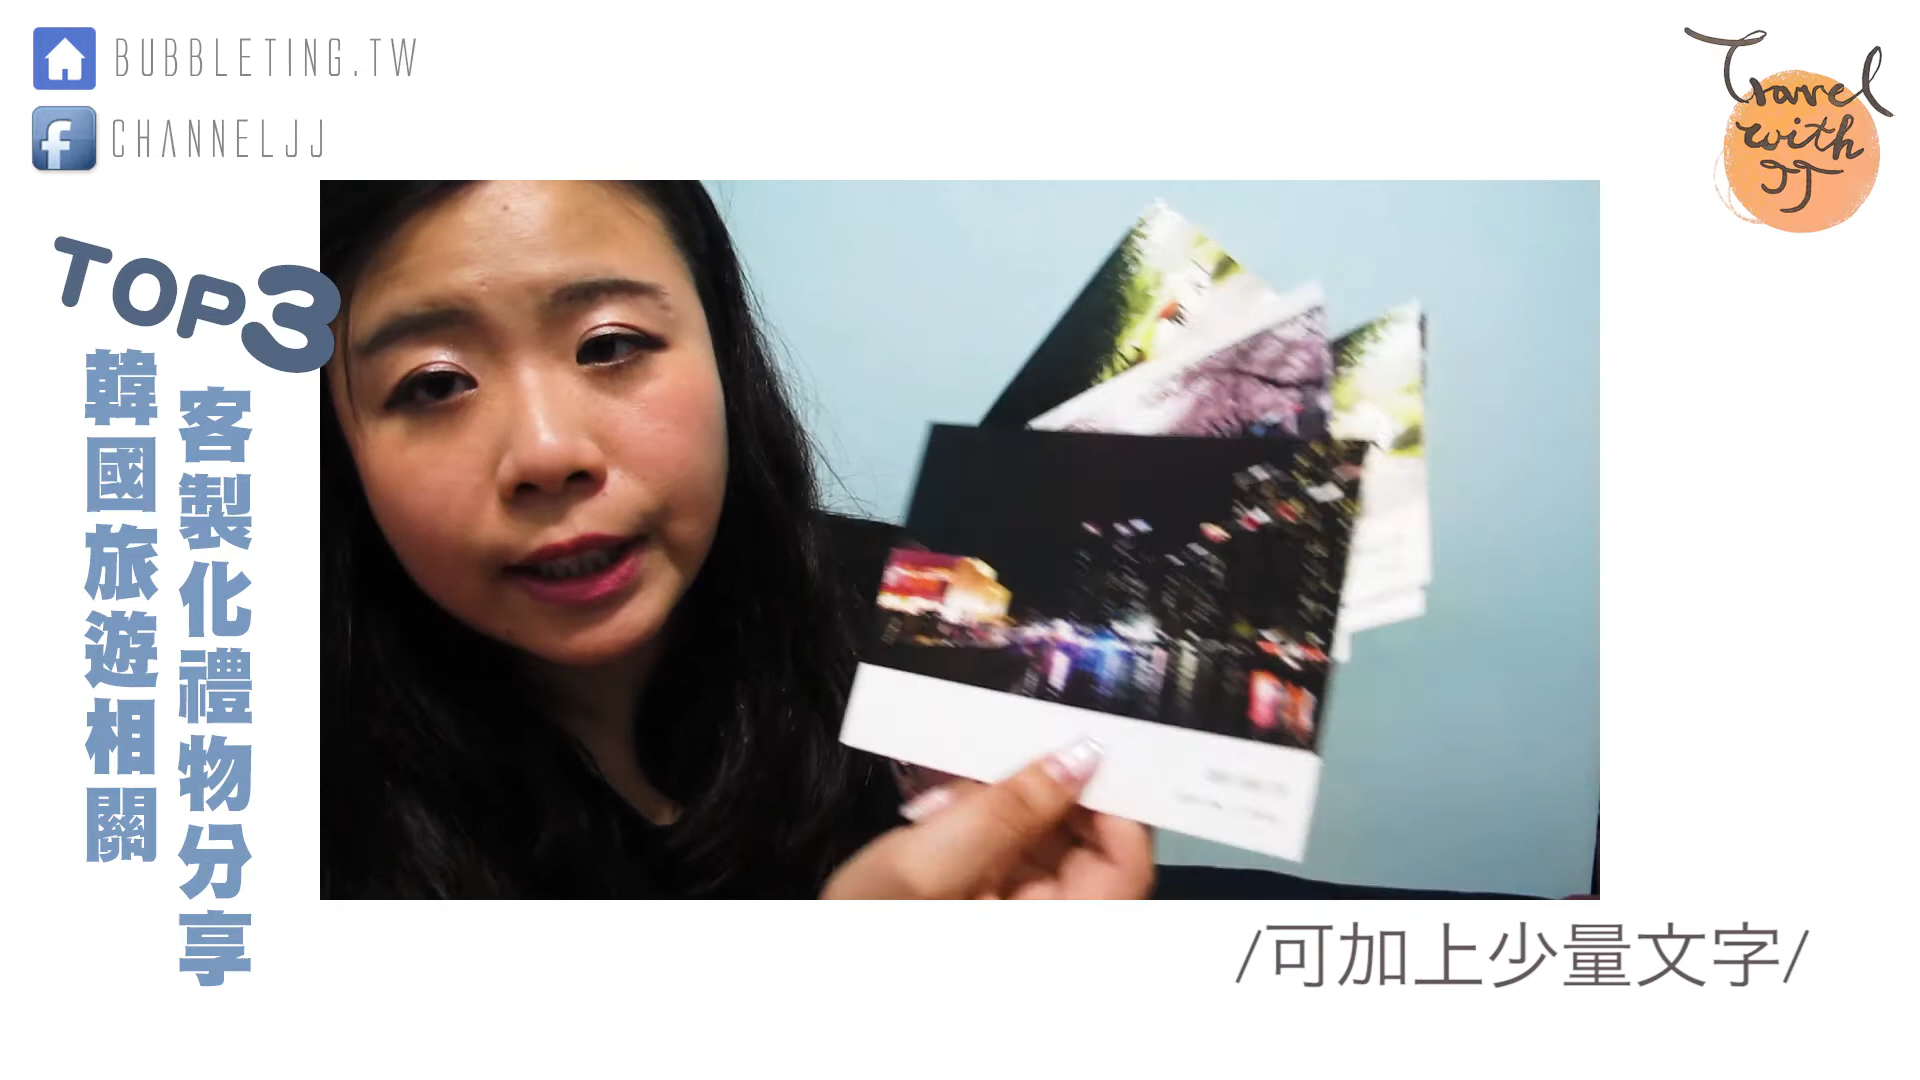 BUBBLETING.TW
CHANNELJJ
Travel
with
JJ
TOP3
韓國旅遊相關
客製化禮物分享
/可加上少量文字/